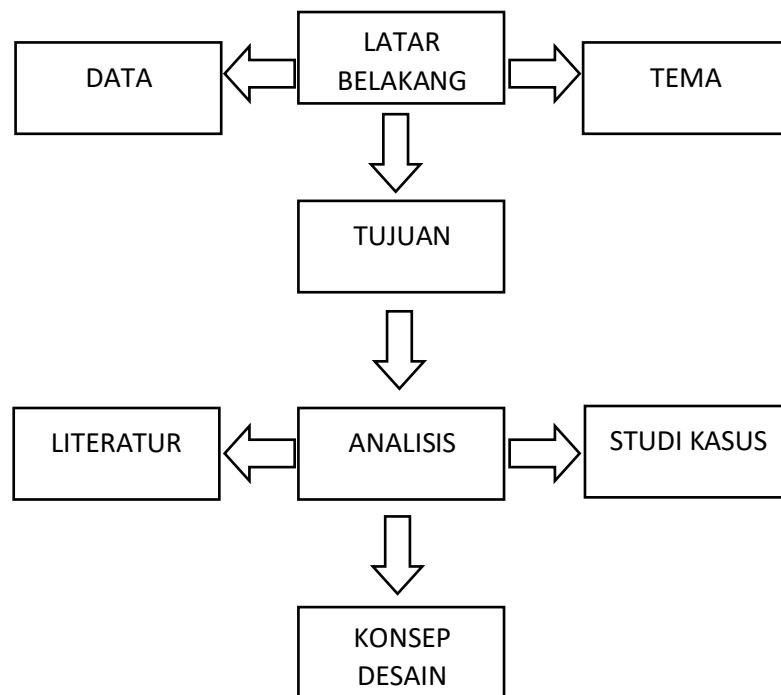 LATAR
BELAKANG
DATA
TEMA
TUJUAN
LITERATUR
ANALISIS
STUDI KASUS
KONSEP
DESAIN